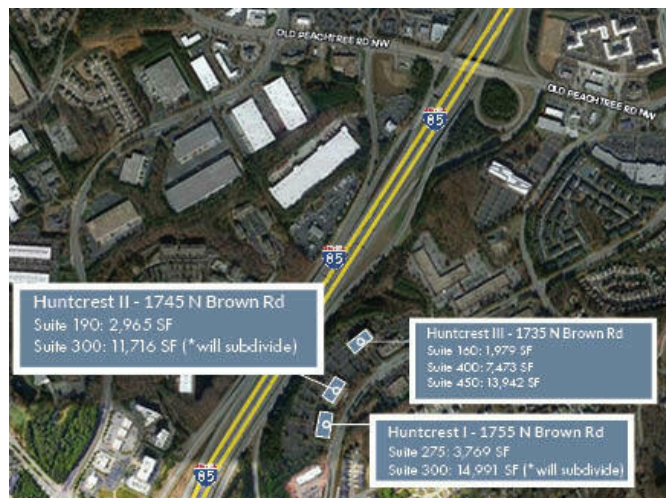 OLD PEACHTREE RD NW
OLD PEACHTREE RD NW
85
85
Huntcrest II - 1745 N Brown Rd
Suite 190: 2,965 SF
Suite 300: 11,716 SF (*will subdivide)
Huntcrest III - 1735 N Brown Rd
Suite 160: 1,979 SF
Suite 400: 7,473 SF
Suite 450: 13,942 SF
Huntcrest I - 1755 N Brown Rd
Suite 275: 3,769 SF
Suite 300: 14,991 SF (*will subdivide)
85